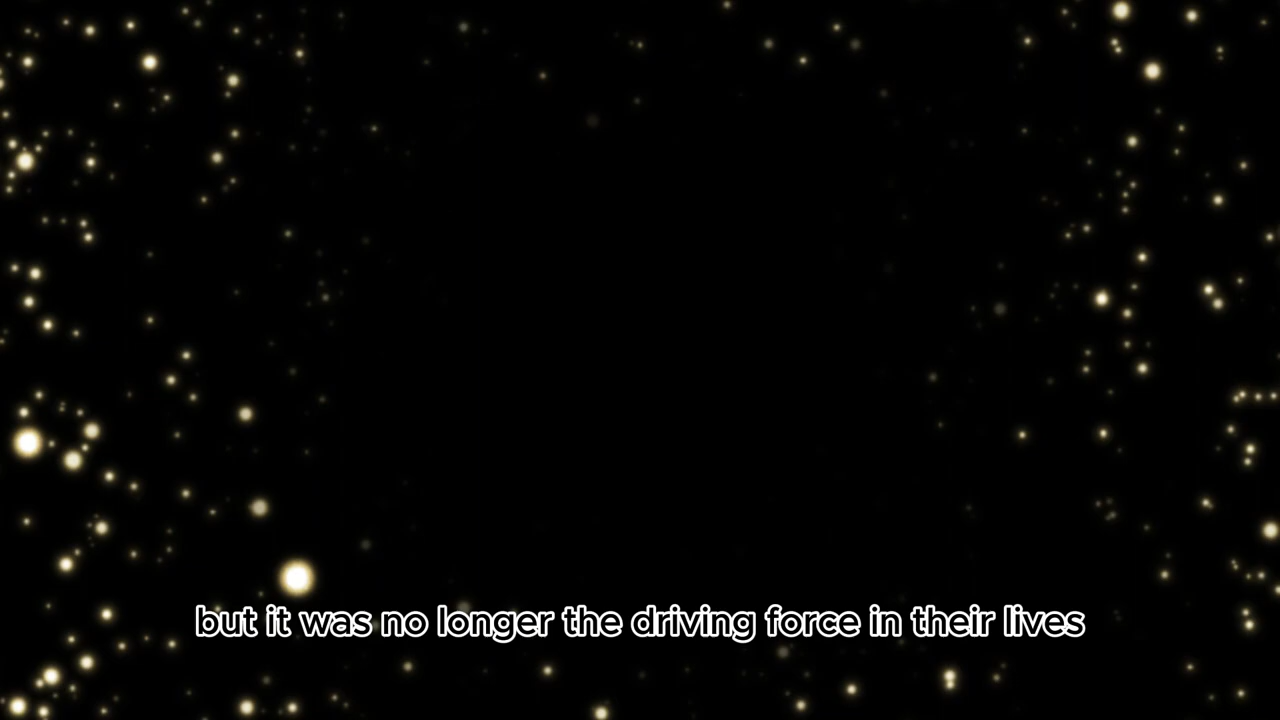 but it was no longer the driving force in their lives